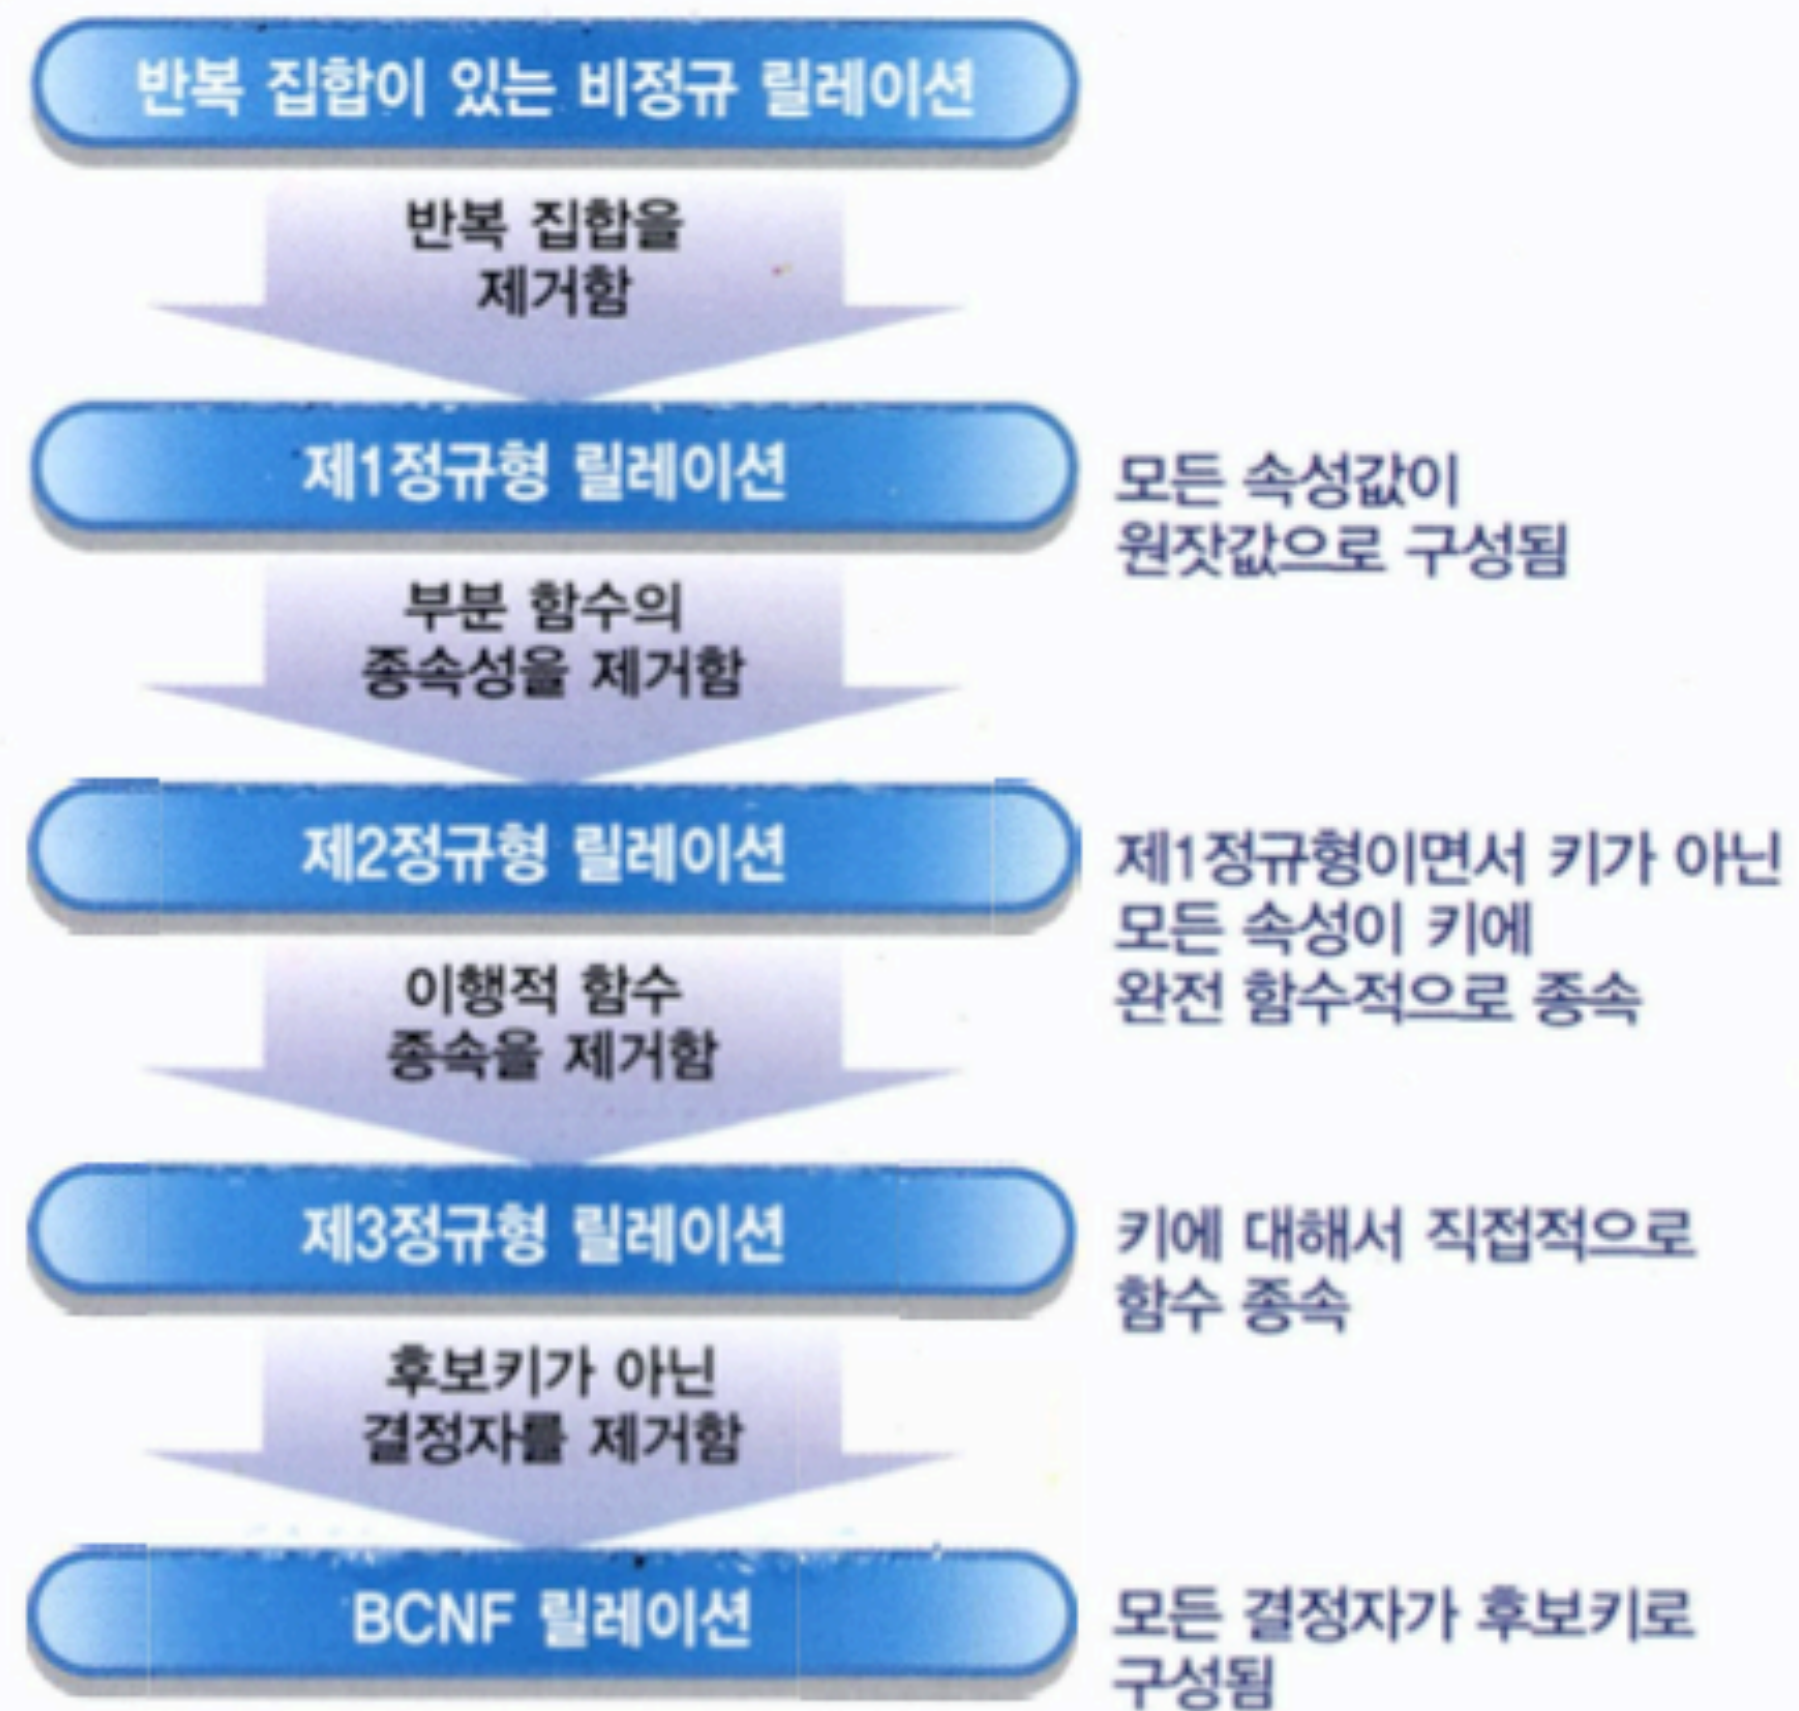 반복 집합이 있는 비정규 릴레이션
반복 집합을
제거함
제1정규형 릴레이션
모든 속성값이
원잣값으로 구성됨
부분 함수의
종속성을 제거함
제2정규형 릴레이션
제1정규형이면서 키가 아닌
모든 속성이 키에
완전 함수적으로 종속
이행적 함수
종속을 제거함
제3정규형 릴레이션
키에 대해서 직접적으로
함수 종속
후보키가 아닌
결정자를 제거함
BCNF 릴레이션
모든 결정자가 후보키로
구성됨